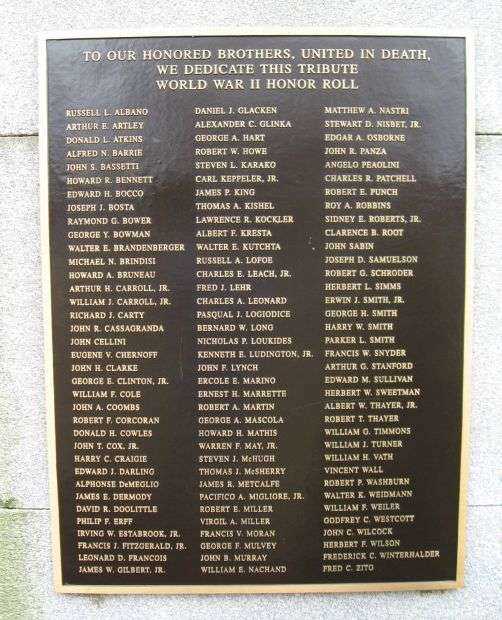 TO OUR HONORED BROTHERS, UNITED IN DEATH,
WE DEDICATE THIS TRIBUTE
WORLD WAR II HONOR ROLL
RUSSELL L. ALBANO
ARTHUR E. ARTLEY
DONALD L. ATKINS
ALFRED N. BARRIE
JOHN S. BASSETTI
HOWARD R. BENNETT
EDWARD H. BOCCO
JOSEPH J. BOSTA
RAYMOND G. BOWER
GEORGE Y. BOWMAN
WALTER E. BRANDENBERGER
MICHAEL N. BRINDISI
HOWARD A. BRUNEAU
ARTHUR H. CARROLL, JR.
WILLIAM J. CARROLL, JR.
RICHARD J. CARTY
JOHN R. CASSAGRANDA
JOHN CELLINI
EUGENE V. CHERNOFF
JOHN H. CLARKE
GEORGE E. CLINTON, JR.
WILLIAM F. COLE
JOHN A. COOMBS
ROBERT F. CORCORAN
DONALD H. COWLES
JOHN T. COX, JR.
HARRY C. CRAIGIE
EDWARD J. DARLING
ALPHONSE DeMEGLIO
JAMES E. DERMODY
DAVID R. DOOLITTLE
PHILIP F. ERFF
IRVING W. ESTABROOK, JR.
FRANCIS J. FITZGERALD, JR.
LEONARD D. FRANCOIS
JAMES W. GILBERT, JR.
DANIEL J. GLACKEN
ALEXANDER C. GLINKA
GEORGE A. HART
ROBERT W. HOWE
STEVEN L. KARAKO
CARL KEPPELER, JR.
JAMES P. KING
THOMAS A. KISHEL
LAWRENCE R. KOCKLER
ALBERT F. KRESTA
WALTER E. KUTCHTA
RUSSELL A. LOFOE
CHARLES E. LEACH, JR.
FRED J. LEHR
CHARLES A. LEONARD
PASQUAL J. LOGIODICE
BERNARD W. LONG
NICHOLAS P. LOUKIDES
KENNETH E. LUDINGTON, JR.
JOHN F. LYNCH
ERCOLE E. MARINO
ERNEST H. MARRETTE
ROBERT A. MARTIN
GEORGE A. MASCOLA
HOWARD H. MATHIS
WARREN F. MAY, JR.
STEVEN J. McHUGH
THOMAS J. McSHERRY
JAMES R. METCALFE
PACIFICO A. MIGLIORE, JR.
ROBERT E. MILLER
VIRGIL A. MILLER
FRANCIS V. MORAN
GEORGE F. MULVEY
JOHN B. MURRAY
WILLIAM E. NACHAND
MATTHEW A. NASTRI
STEWART D. NISBET, JR.
EDGAR A. OSBORNE
JOHN R. PANZA
ANGELO PEAOLINI
CHARLES R. PATCHELL
ROBERT E. PUNCH
ROY A. ROBBINS
SIDNEY E. ROBERTS, JR.
CLARENCE B. ROOT
JOHN SABIN
JOSEPH D. SAMUELSON
ROBERT G. SCHRODER
HERBERT L. SIMMS
ERWIN J. SMITH, JR.
GEORGE H. SMITH
HARRY W. SMITH
PARKER L. SMITH
FRANCIS W. SNYDER
ARTHUR G. STANFORD
EDWARD M. SULLIVAN
HERBERT W. SWEETMAN
ALBERT W. THAYER, JR.
ROBERT T. THAYER
WILLIAM G. TIMMONS
WILLIAM J. TURNER
WILLIAM H. VATH
VINCENT WALL
ROBERT P. WASHBURN
WALTER K. WEIDMANN
WILLIAM F. WEILER
GODFREY C. WESTCOTT
JOHN C. WILCOCK
HERBERT F. WILSON
FREDERICK C. WINTERHALDER
FRED C. ZITO